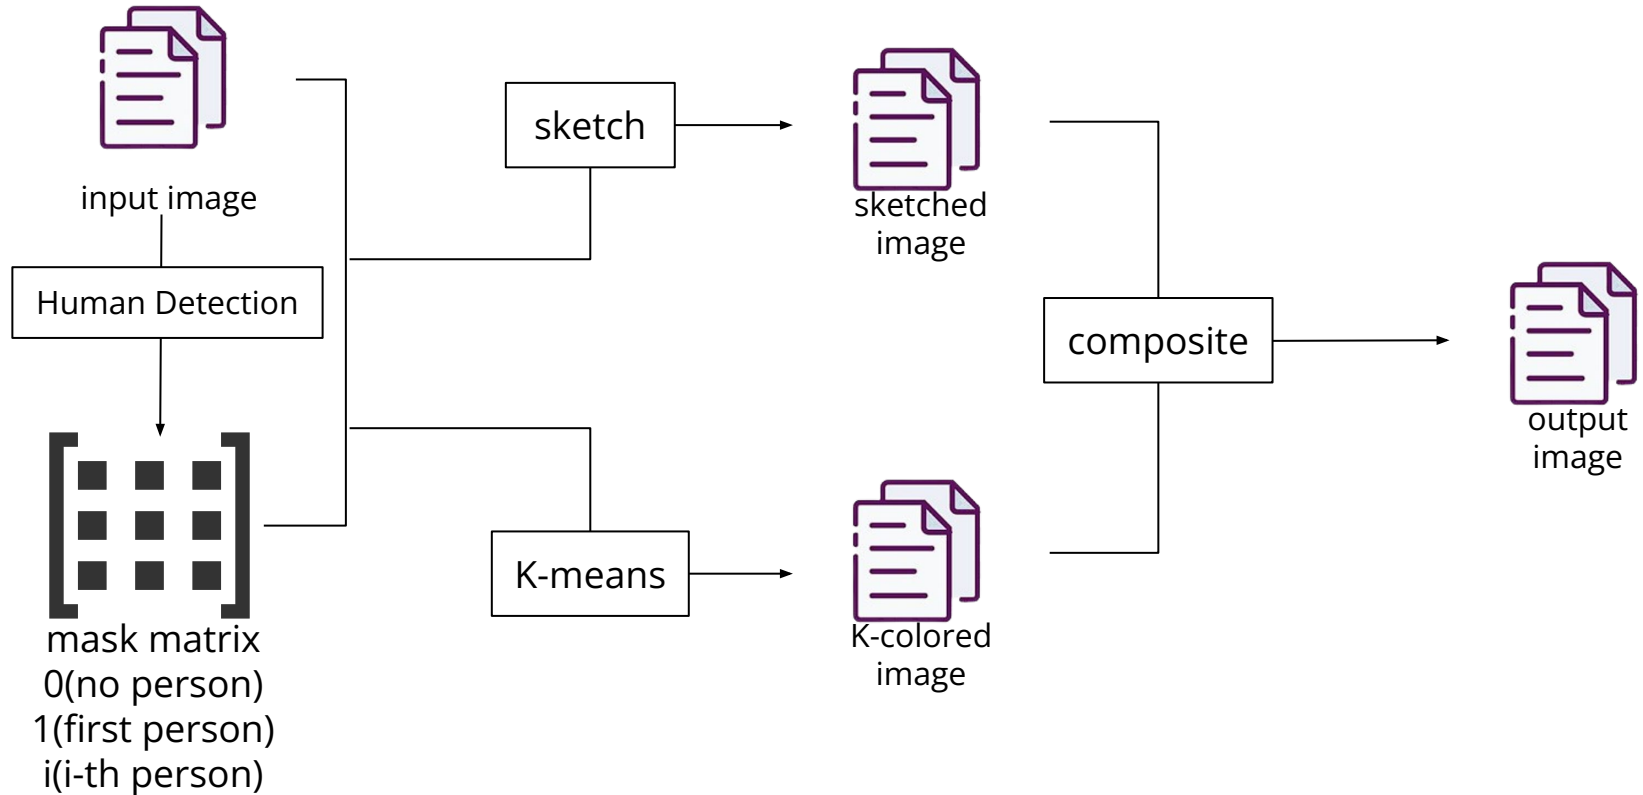 input image
Human Detection
mask matrix
0(no person)
1(first person)
i(i-th person)
sketch
K-means
sketched
image
K-colored
image
composite
output
image